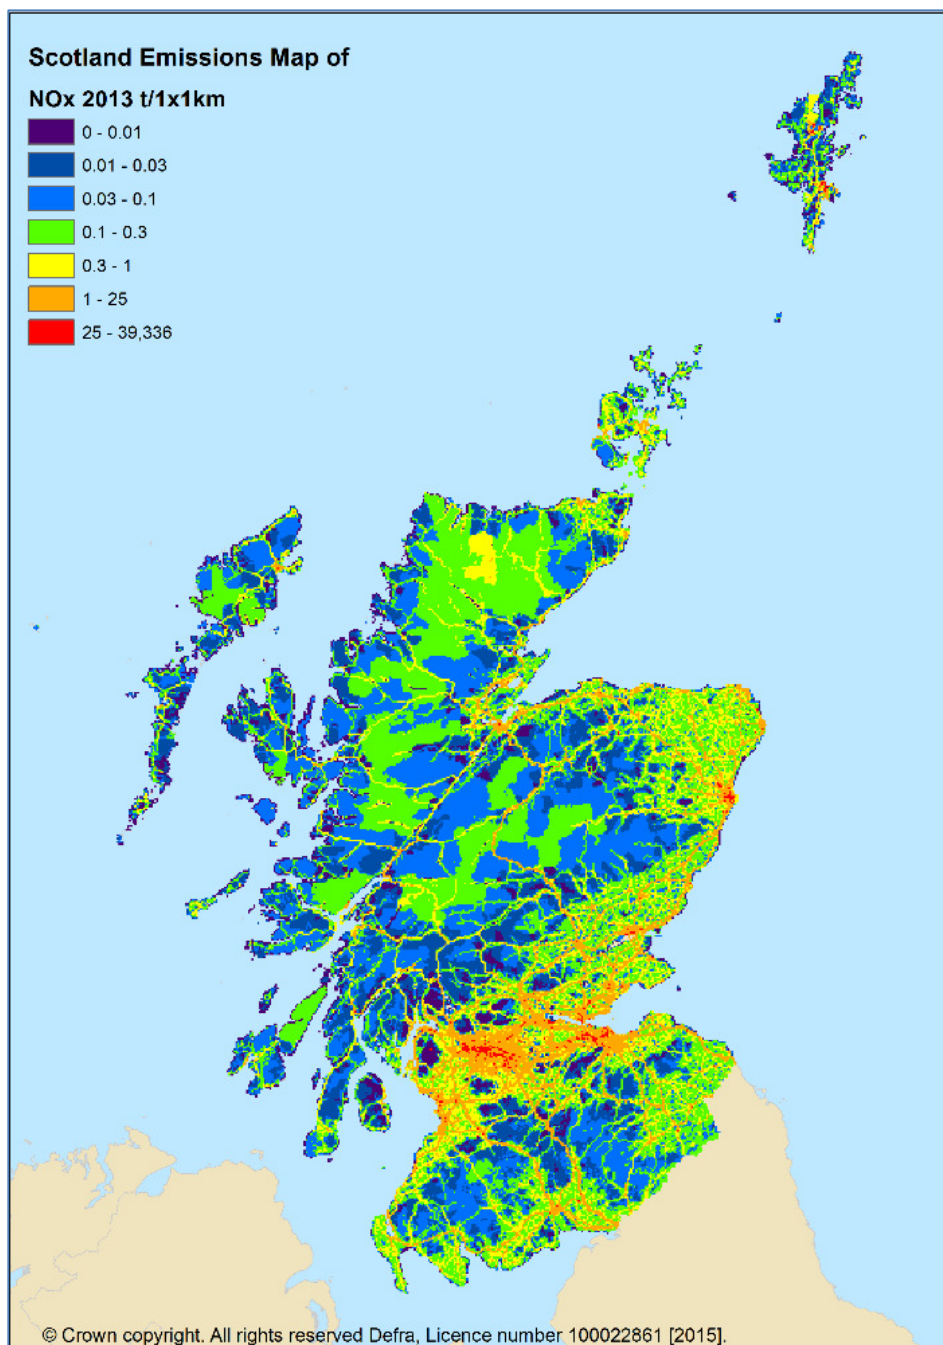 Scotland Emissions Map of
NOx 2013 t/1x1km
0 - 0.01
0.01 - 0.03
0.03 - 0.1
0.1 - 0.3
0.3 - 1
1 - 25
25 - 39,336
© Crown copyright. All rights reserved Defra, Licence number 100022861 [2015].